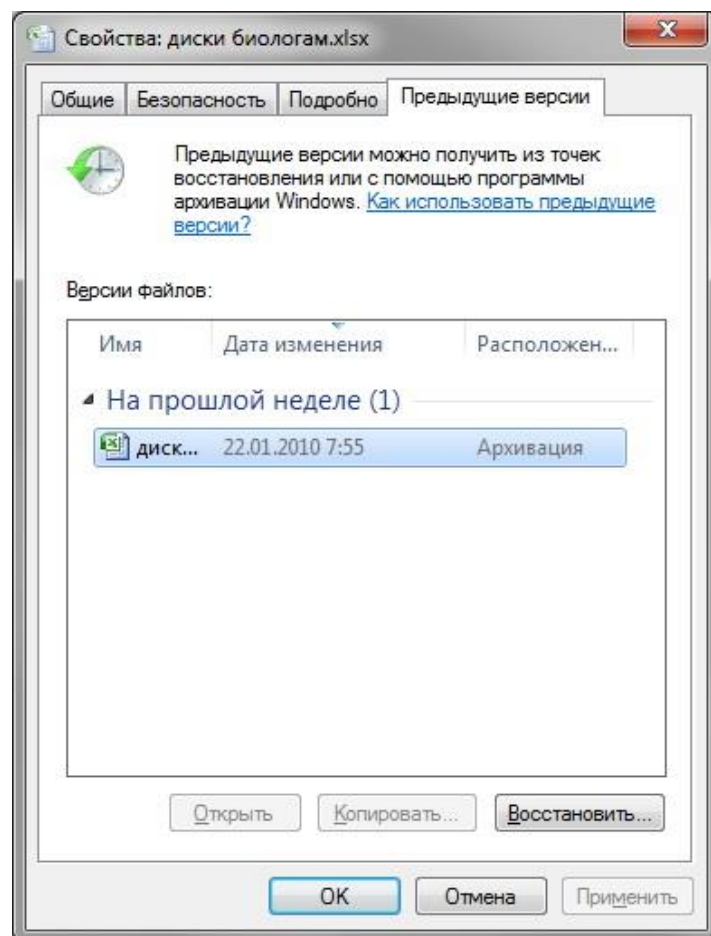 Свойства: диски биологам.xlsx
Общие Безопасность Подробно Предыдущие версии
Предыдущие версии можно получить из точек
восстановления или с помощью программы
архивации Windows. Как использовать предыдущие
версии?
Версии файлов:
Имя Дата изменения Расположен...
На прошлой неделе (1)
диск... 22.01.2010 7:55 Архивация
Открыть Копировать... Восстановить...
OK Отмена Применить